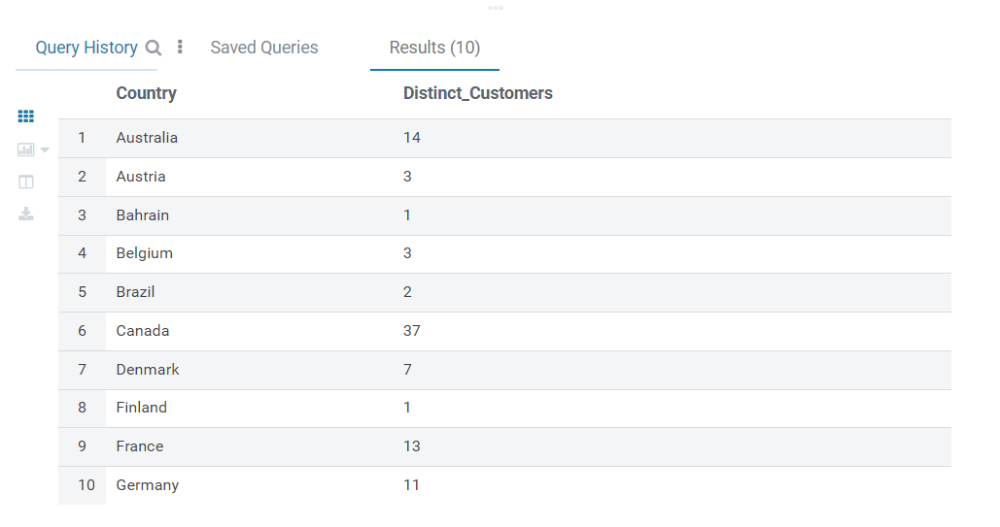 Query History Saved Queries Results (10)
Country Distinct_Customers
1 Australia 14
2 Austria 3
3 Bahrain 1
4 Belgium 3
5 Brazil 2
6 Canada 37
7 Denmark 7
8 Finland 1
9 France 13
10 Germany 11